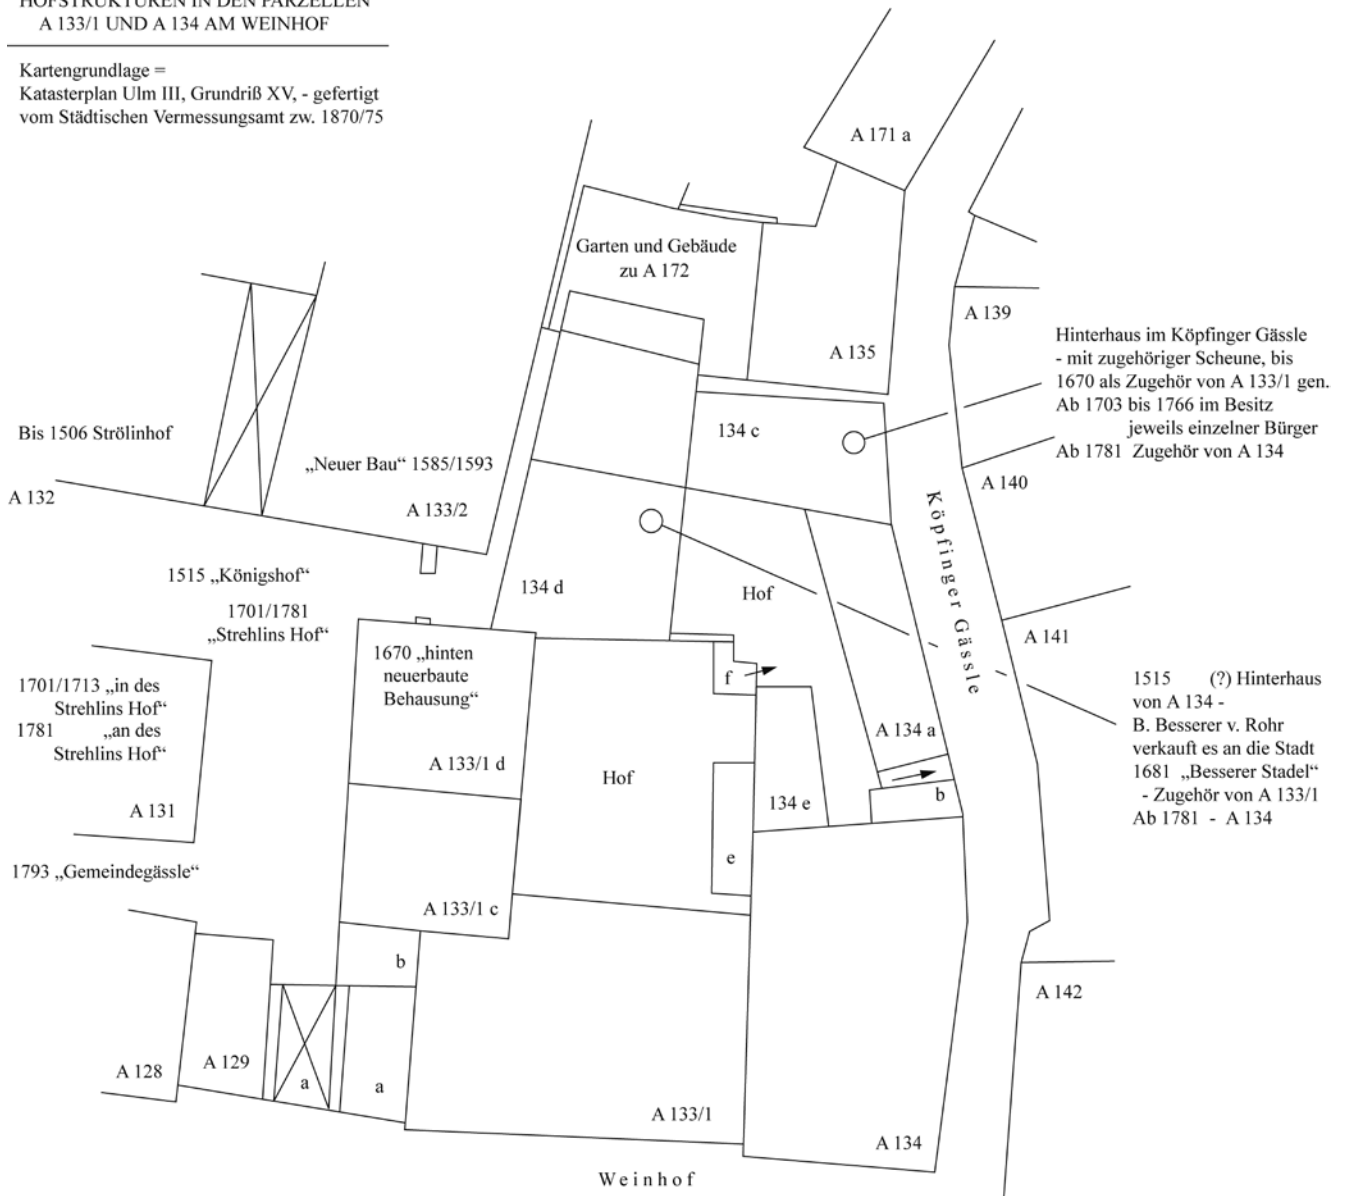 HOFSTRUKTUREN IN DEN PARZELLEN
A 133/1 UND A 134 AM WEINHOF
Kartengrundlage =
Katasterplan Ulm III, Grundriß XV, - gefertigt
vom Städtischen Vermessungsamt zw. 1870/75
A 171 a
Garten und Gebäude
zu A 172
A 139
A 135
Hinterhaus im Köpfinger Gässle
- mit zugehöriger Scheune, bis
1670 als Zugehör von A 133/1 gen.
Ab 1703 bis 1766 im Besitz
jeweils einzelner Bürger
Ab 1781 Zugehör von A 134
134 c
Bis 1506 Strölinhof
„Neuer Bau“ 1585/1593
A 132
A 133/2
A 140
Köpfinger Gässle
1515 „Königshof“
134 d
Hof
1701/1781
„Strehlins Hof“
A 141
1670 „hinten
neuerbaute
Behausung“
f
1701/1713 „in des
Strehlins Hof“
1781 „an des
Strehlins Hof“
1515 (?) Hinterhaus
von A 134 -
B. Besserer v. Rohr
verkauft es an die Stadt
1681 „Besserer Stadel“
- Zugehör von A 133/1
Ab 1781 - A 134
A 134 a
A 133/1 d
Hof
b
134 e
A 131
e
1793 „Gemeindegässle“
A 133/1 c
b
A 142
A 128
A 129
a
a
A 133/1
A 134
Weinhof